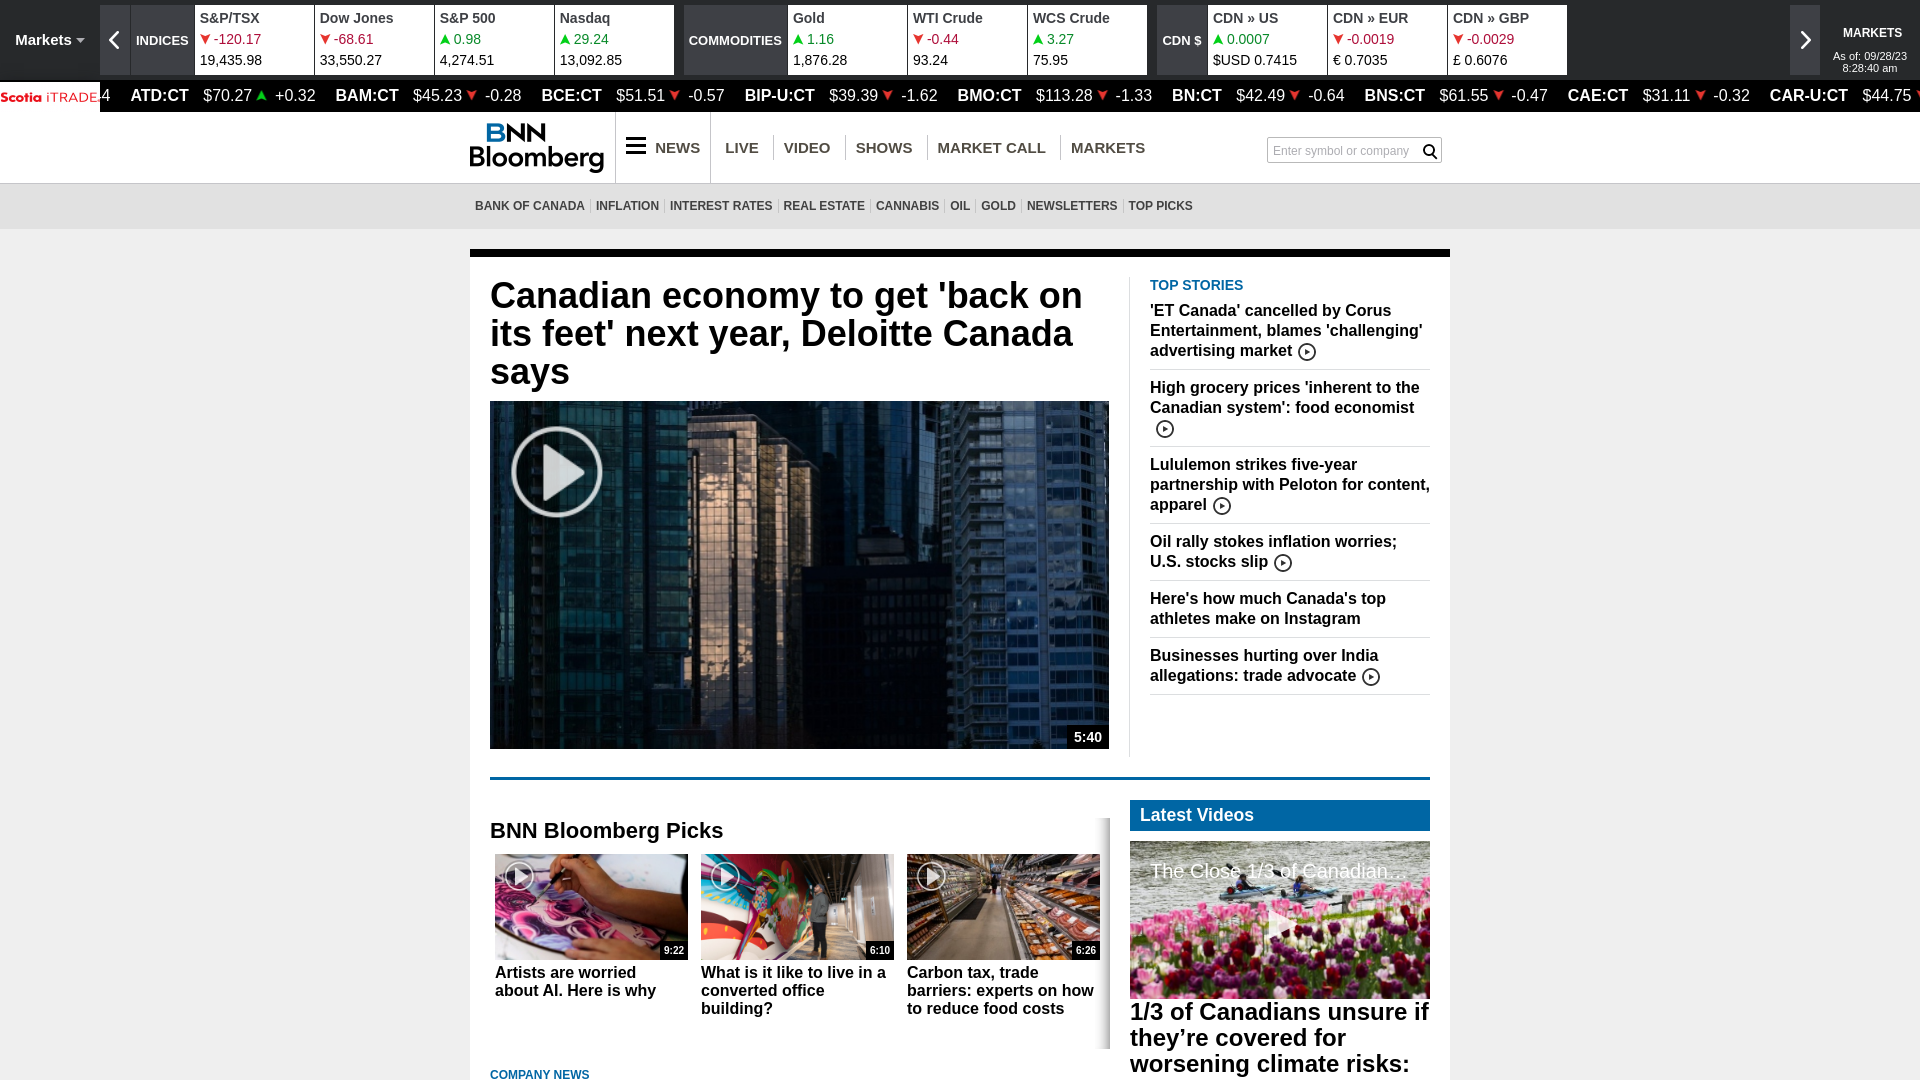 Markets
INDICES
S&P/TSX
-120.17
19,435.98
Dow Jones
-68.61
33,550.27
S&P 500
0.98
4,274.51
Nasdaq
29.24
13,092.85
COMMODITIES
Gold
1.16
1,876.28
WTI Crude
-0.44
93.24
WCS Crude
3.27
75.95
CDN $
CDN » US
0.0007
$USD 0.7415
CDN » EUR
-0.0019
€ 0.7035
CDN » GBP
-0.0029
£ 0.6076
MARKETS
As of: 09/28/23
8:28:40 am
Scotia iTRADE 4 ATD:CT $70.27 +0.32 BAM:CT $45.23 -0.28 BCE:CT $51.51 -0.57 BIP-U:CT $39.39 -1.62 BMO:CT $113.28 -1.33 BN:CT $42.49 -0.64 BNS:CT $61.55 -0.47 CAE:CT $31.11 -0.32 CAR-U:CT $44.75
BNN
Bloomberg
NEWS LIVE VIDEO SHOWS MARKET CALL MARKETS
Enter symbol or company
BANK OF CANADA INFLATION INTEREST RATES REAL ESTATE CANNABIS OIL GOLD NEWSLETTERS TOP PICKS
Canadian economy to get 'back on
its feet' next year, Deloitte Canada
says
5:40
TOP STORIES
'ET Canada' cancelled by Corus
Entertainment, blames 'challenging'
advertising market
High grocery prices 'inherent to the
Canadian system': food economist
Lululemon strikes five-year
partnership with Peloton for content,
apparel
Oil rally stokes inflation worries;
U.S. stocks slip
Here's how much Canada's top
athletes make on Instagram
Businesses hurting over India
allegations: trade advocate
BNN Bloomberg Picks
9:22
Artists are worried
about AI. Here is why
6:10
What is it like to live in a
converted office
building?
6:26
Carbon tax, trade
barriers: experts on how
to reduce food costs
COMPANY NEWS
Latest Videos
The Close 1/3 of Canadian...
1/3 of Canadians unsure if
they’re covered for
worsening climate risks: